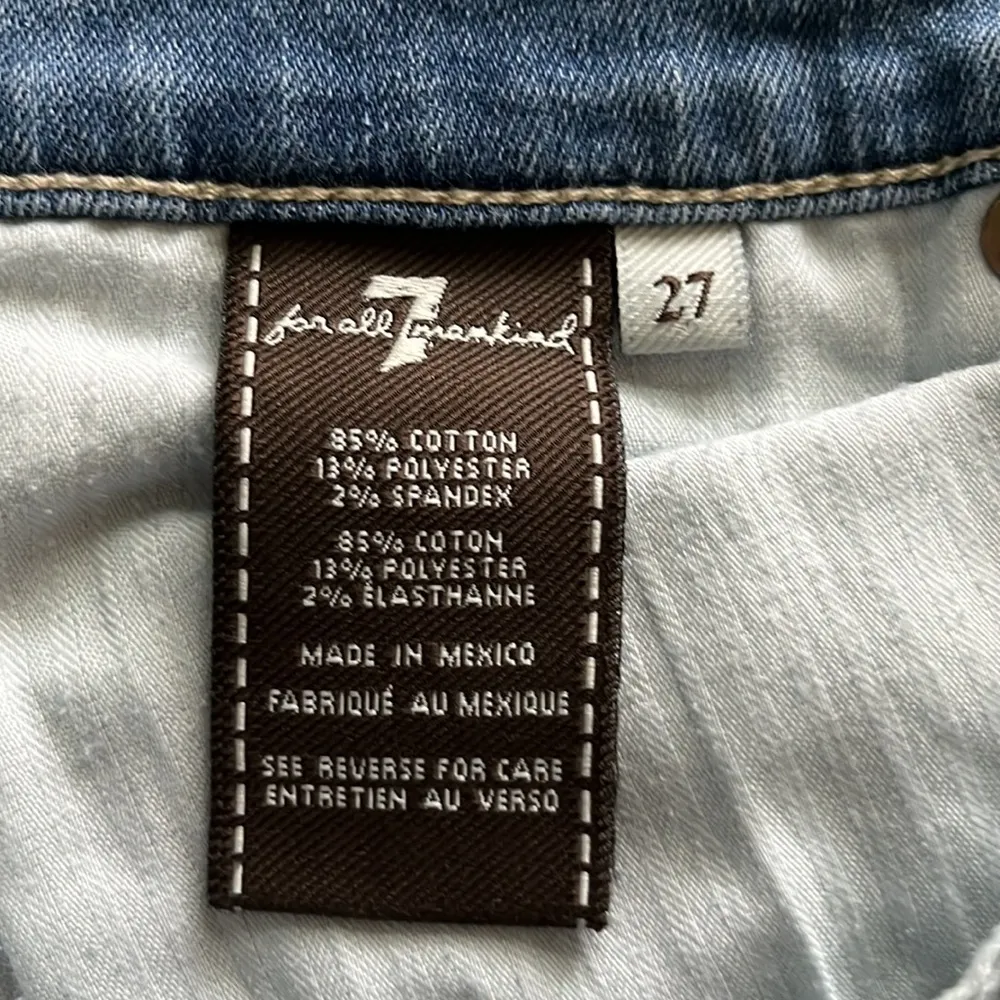 7 for all mankind
27
85% COTTON
13% POLYESTER
2% SPANDEX
85% COTON
13% POLYESTER
2% ÉLASTHANNE
MADE IN MEXICO
FABRIQUÉ AU MEXIQUE
SEE REVERSE FOR CARE
ENTRETIEN AU VERSO